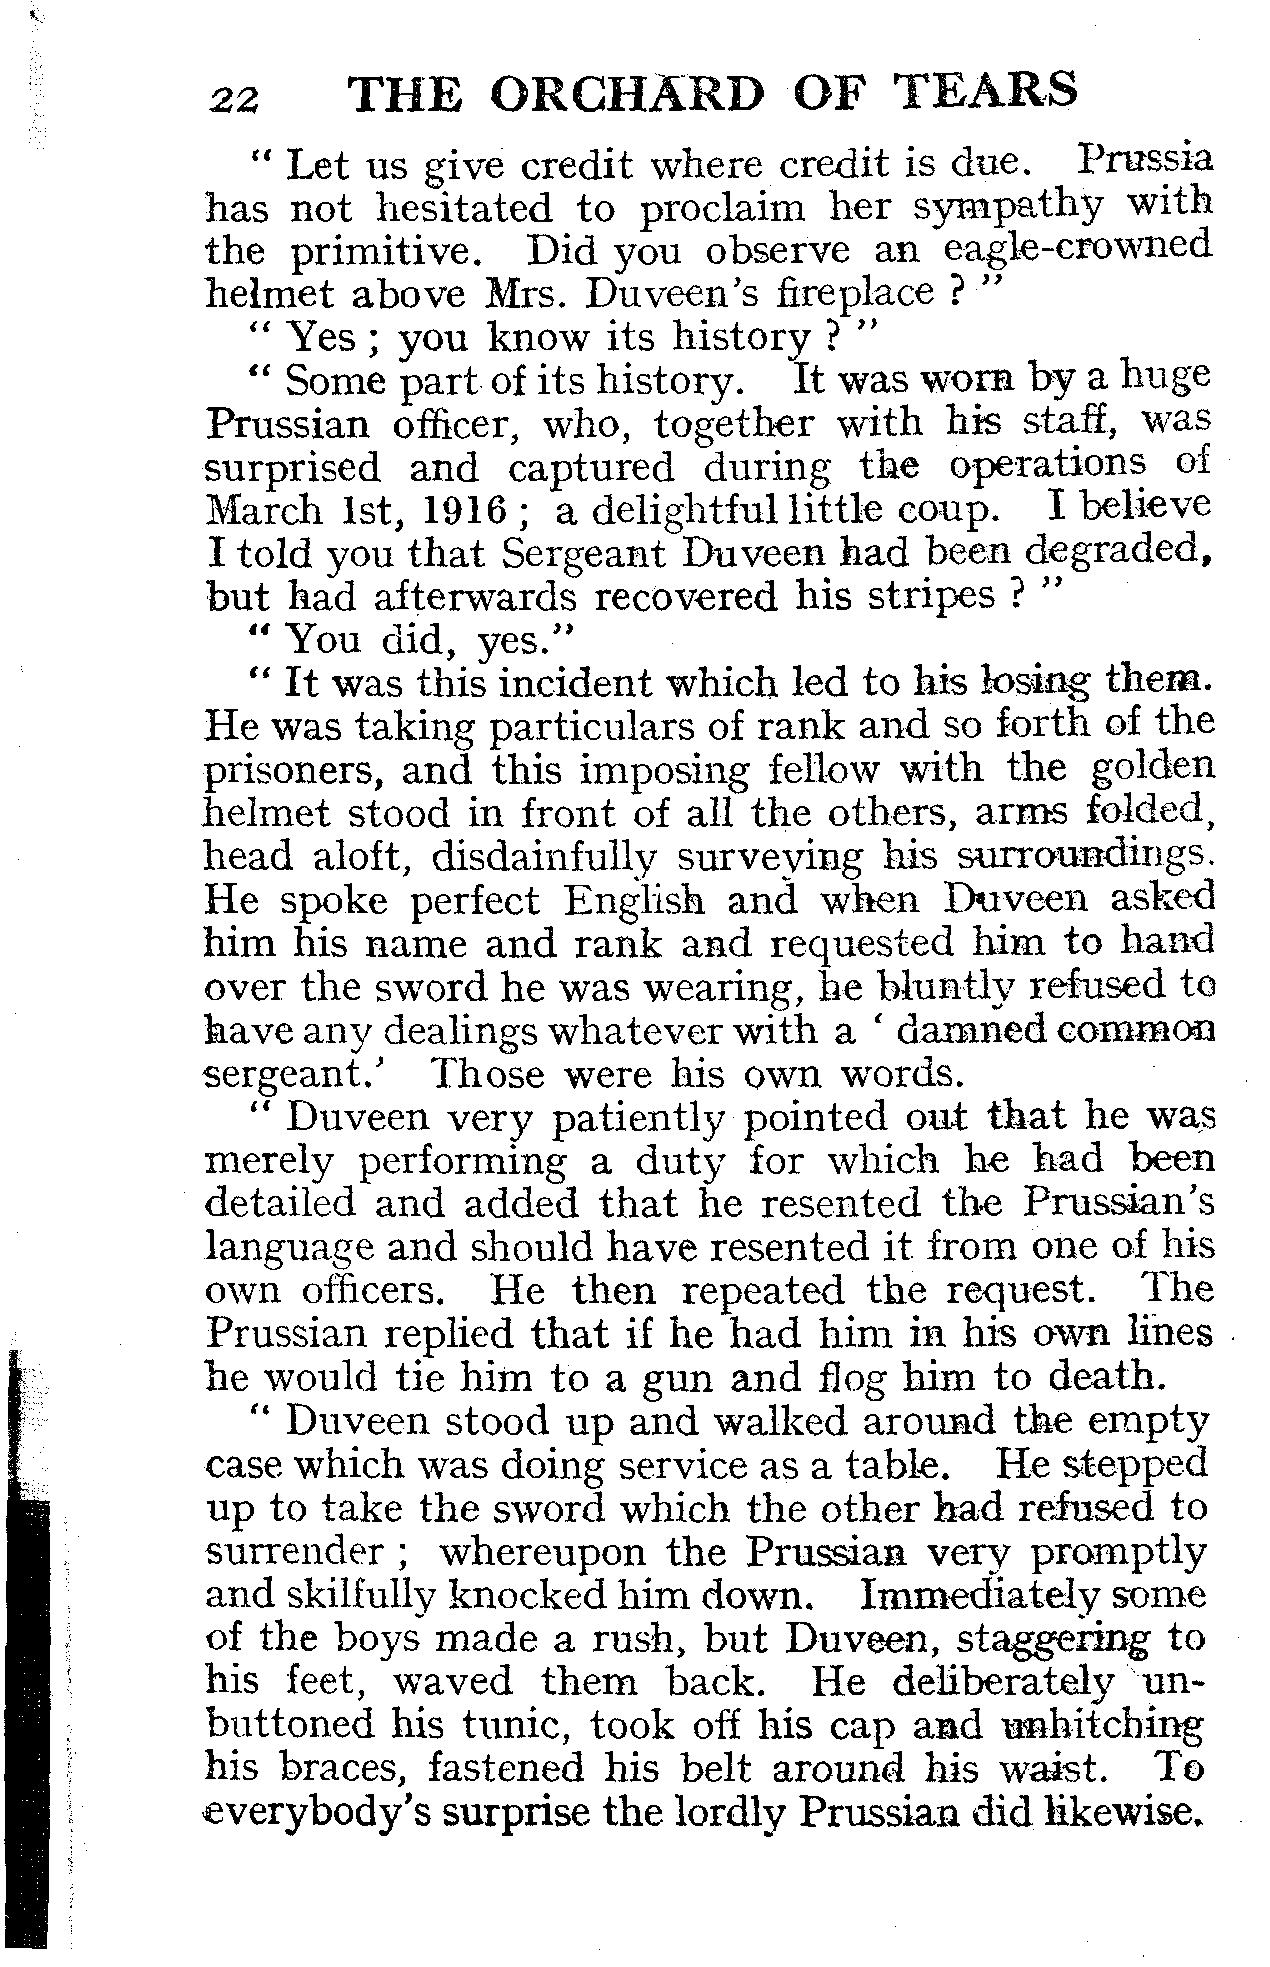 22 THE ORCHARD OF TEARS
" Let us give credit where credit is due. Prussia
has not hesitated to proclaim her sympathy with
the primitive. Did you observe an eagle-crowned
helmet above Mrs. Duveen's fireplace ? "
" Yes ; you know its history ? "
" Some part of its history. It was worn by a huge
Prussian officer, who, together with his staff, was
surprised and captured during the operations of
March 1st, 1916 ; a delightful little coup. I believe
I told you that Sergeant Duveen had been degraded,
but had afterwards recovered his stripes ? "
" You did, yes."
" It was this incident which led to his losing them.
He was taking particulars of rank and so forth of the
prisoners, and this imposing fellow with the golden
helmet stood in front of all the others, arms folded,
head aloft, disdainfully surveying his surroundings.
He spoke perfect English and when Duveen asked
him his name and rank and requested him to hand
over the sword he was wearing, he bluntly refused to
have any dealings whatever with a ' damned common
sergeant.' Those were his own words.
" Duveen very patiently pointed out that he was
merely performing a duty for which he had been
detailed and added that he resented the Prussian's
language and should have resented it from one of his
own officers. He then repeated the request. The
Prussian replied that if he had him in his own lines
he would tie him to a gun and flog him to death.
" Duveen stood up and walked around the empty
case which was doing service as a table. He stepped
up to take the sword which the other had refused to
surrender ; whereupon the Prussian very promptly
and skilfully knocked him down. Immediately some
of the boys made a rush, but Duveen, staggering to
his feet, waved them back. He deliberately un-
buttoned his tunic, took off his cap and unhitching
his braces, fastened his belt around his waist. To
everybody's surprise the lordly Prussian did likewise.